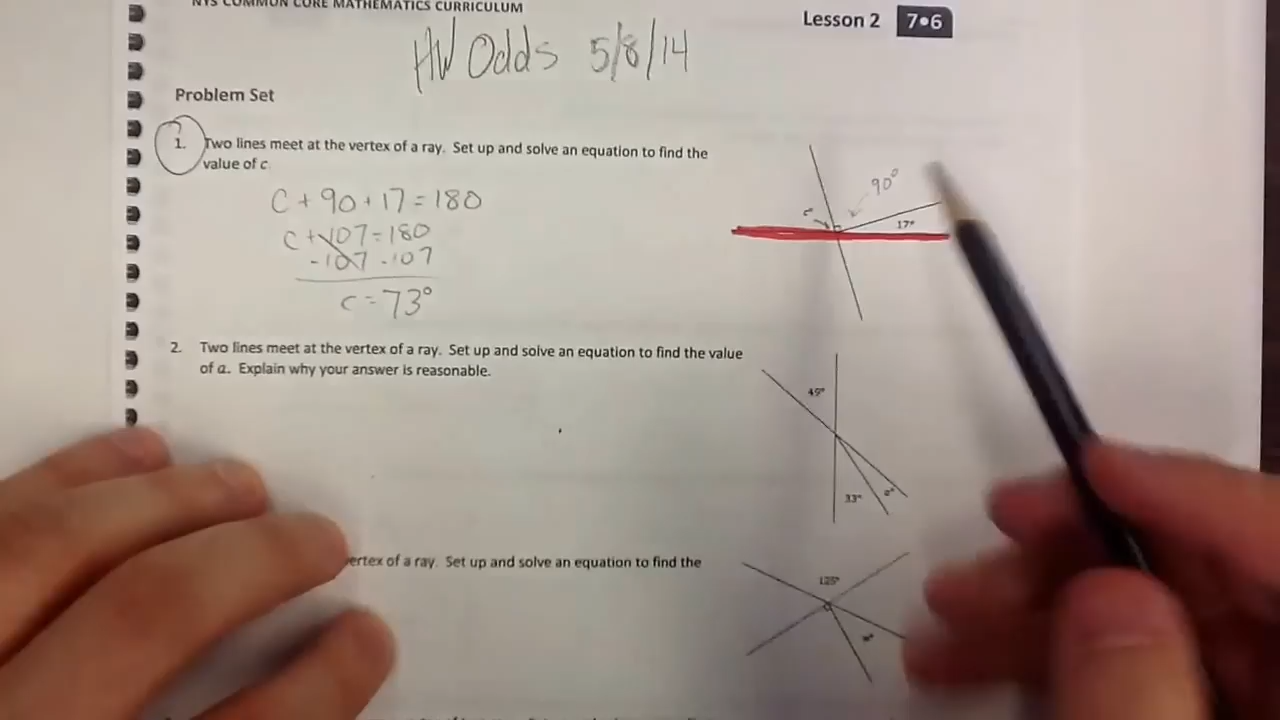 NYS COMMON CORE MATHEMATICS CURRICULUM
Lesson 2 7•6
HW Odds 5/8/14
Problem Set
1. Two lines meet at the vertex of a ray. Set up and solve an equation to find the
value of c.
C + 90 + 17 = 180
C + 107 = 180
-107 -107
c = 73°
90°
c
17°
2. Two lines meet at the vertex of a ray. Set up and solve an equation to find the value
of a. Explain why your answer is reasonable.
49°
33°
a°
vertex of a ray. Set up and solve an equation to find the
125°